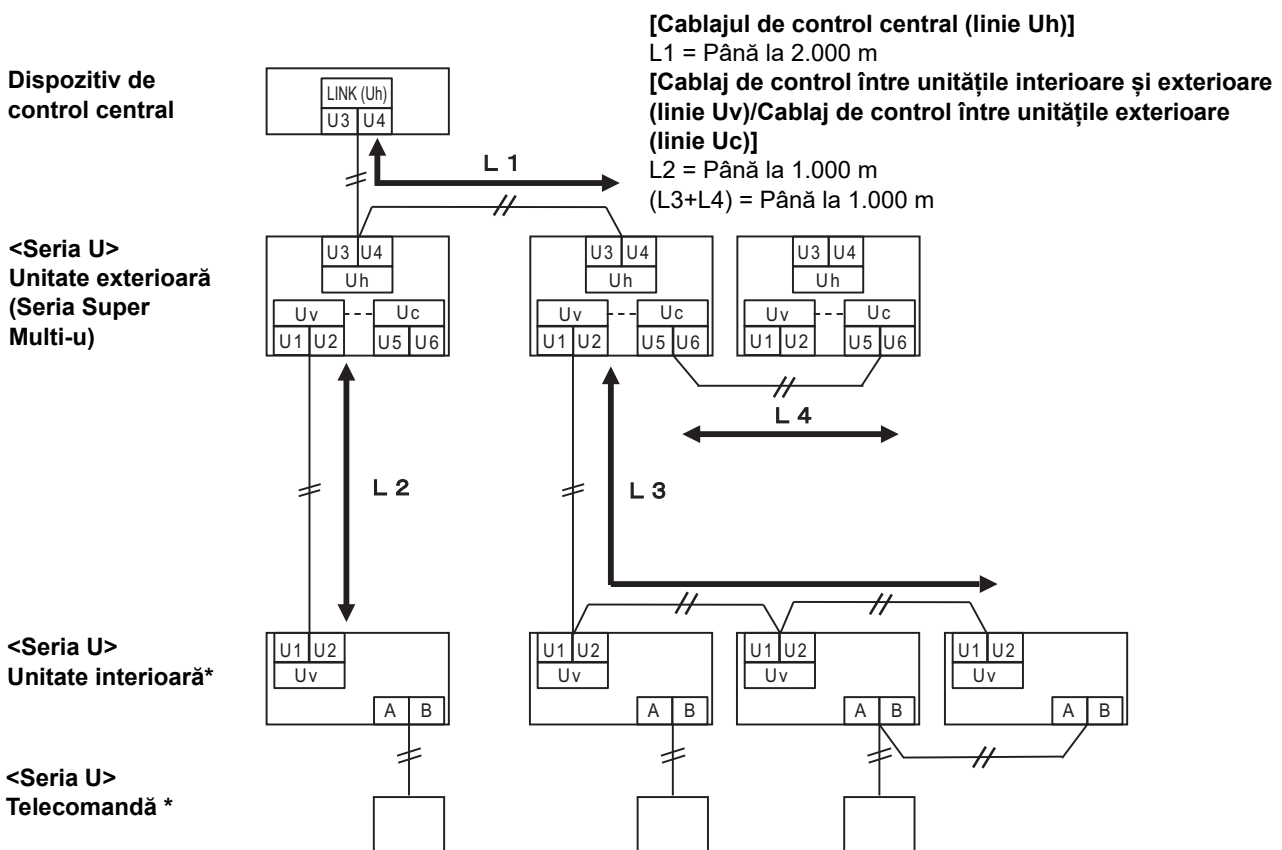 [Cablajul de control central (linie Uh)]
L1 = Până la 2.000 m
[Cablaj de control între unitățile interioare și exterioare
(linie Uv)/Cablaj de control între unitățile exterioare
(linie Uc)]
L2 = Până la 1.000 m
(L3+L4) = Până la 1.000 m
Dispozitiv de
control central
LINK (Uh)
U3 U4
L 1
<Seria U>
Unitate exterioară
(Seria Super
Multi-u)
U3 U4
Uh
Uv Uc
U1 U2 U5 U6
U3 U4
Uh
Uv Uc
U1 U2 U5 U6
U3 U4
Uh
Uv Uc
U1 U2 U5 U6
L 4
L 2
L 3
<Seria U>
Unitate interioară*
U1 U2
Uv
A B
U1 U2
Uv
A B
U1 U2
Uv
A B
U1 U2
Uv
A B
<Seria U>
Telecomandă *